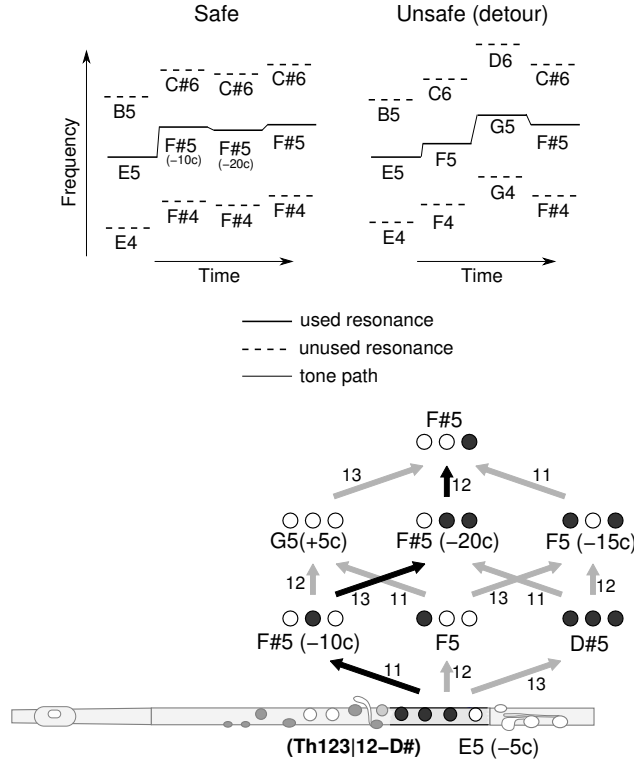 Safe
Unsafe (detour)
Frequency
B5
C#6
C#6
C#6
E5
F#5
(−10c)
F#5
(−20c)
F#5
E4
F#4
F#4
F#4
Time
B5
C6
D6
C#6
E5
F5
G5
F#5
E4
F4
G4
F#4
Time
used resonance
unused resonance
tone path
F#5
13
12
11
G5(+5c)
F#5 (−20c)
F5 (−15c)
12
13
11
13
11
12
F#5 (−10c)
F5
D#5
11
12
13
(Th123|12−D#)
E5 (−5c)